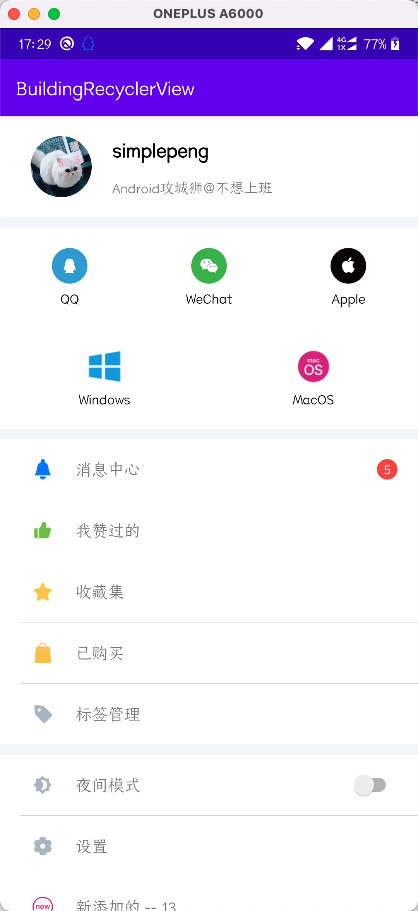 ONEPLUS A6000
17:29
4G
1X
77%
BuildingRecyclerView
simplepeng
Android攻城狮@不想上班
QQ
WeChat
Apple
mac
OS
Windows
MacOS
消息中心
5
我赞过的
收藏集
已购买
标签管理
夜间模式
设置
new
新添加的 -- 13